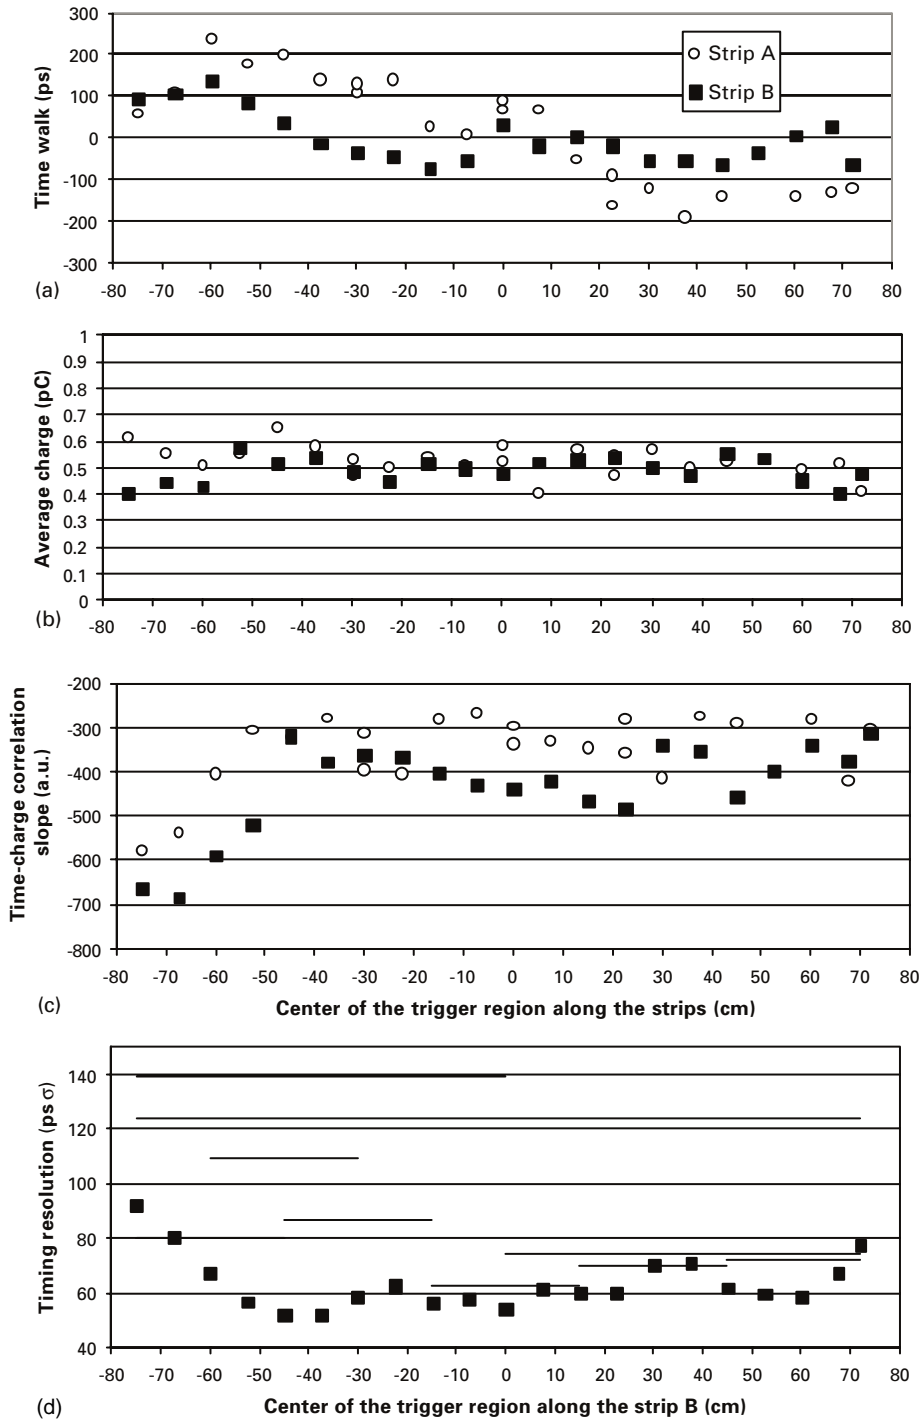 300
200
100
0
-100
-200
-300
Time walk (ps)
Strip A
Strip B
-80 -70 -60 -50 -40 -30 -20 -10 0 10 20 30 40 50 60 70 80
(a)
1
0.9
0.8
0.7
0.6
0.5
0.4
0.3
0.2
0.1
0
Average charge (pC)
-80 -70 -60 -50 -40 -30 -20 -10 0 10 20 30 40 50 60 70 80
(b)
-200
-300
-400
-500
-600
-700
-800
Time-charge correlation
slope (a.u.)
-80 -70 -60 -50 -40 -30 -20 -10 0 10 20 30 40 50 60 70 80
Center of the trigger region along the strips (cm)
(c)
140
120
100
80
60
40
Timing resolution (ps σ)
-80 -70 -60 -50 -40 -30 -20 -10 0 10 20 30 40 50 60 70 80
Center of the trigger region along the strip B (cm)
(d)